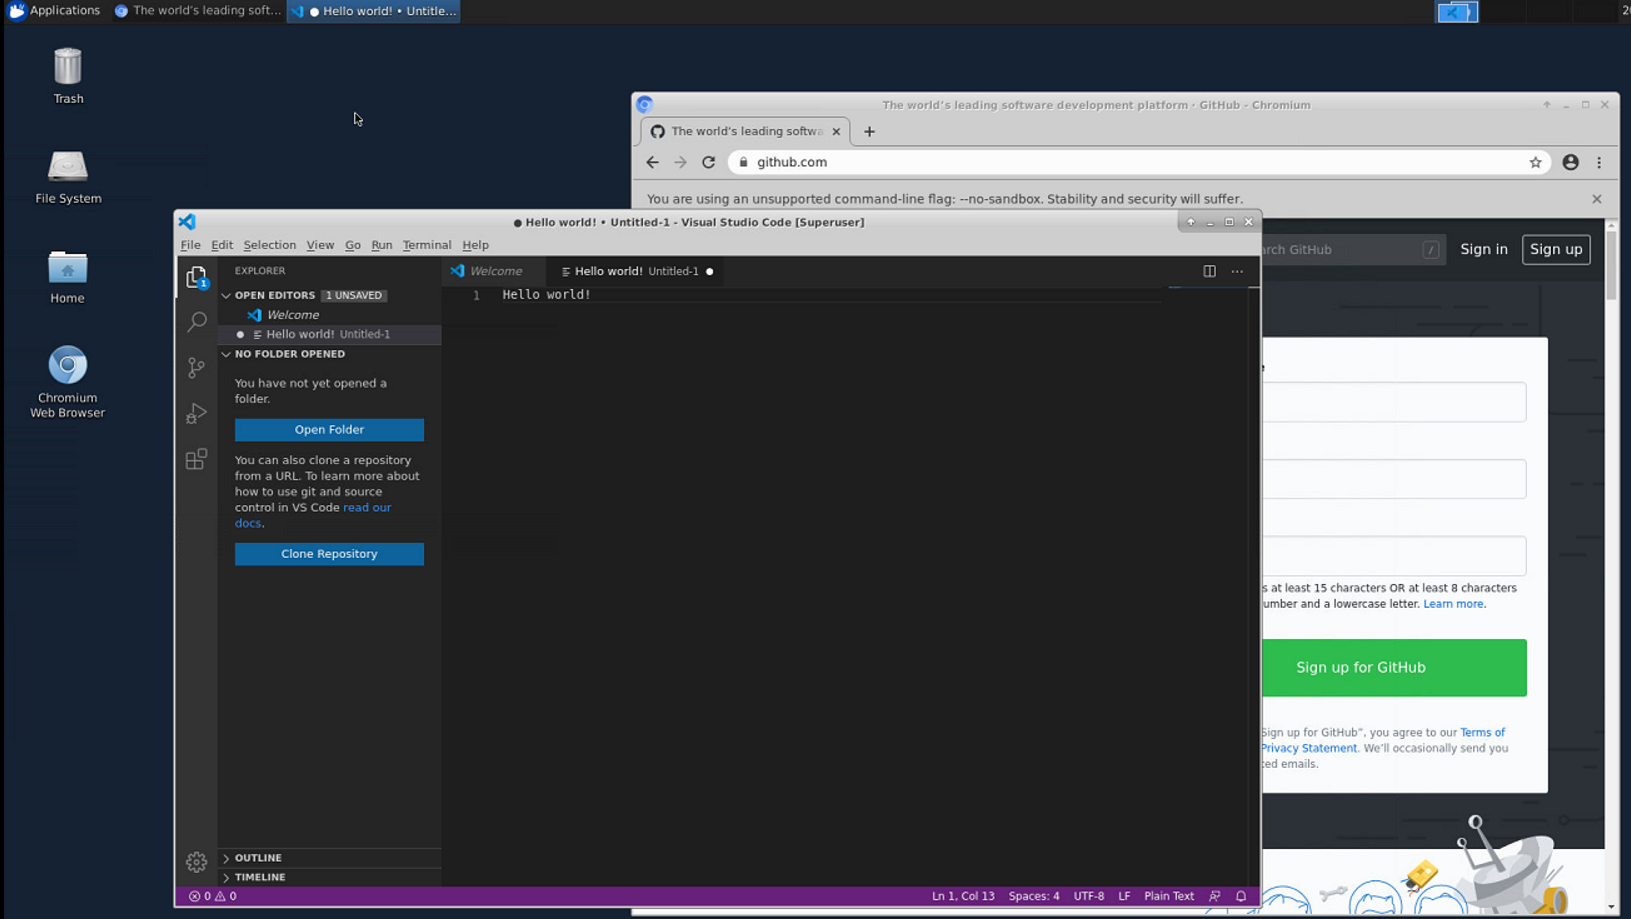 Applications
The world's leading soft...
● Hello world! • Untitle...
Trash
File System
Home
Chromium
Web Browser
The world's leading software development platform · GitHub - Chromium
The world's leading softwa
github.com
You are using an unsupported command-line flag: --no-sandbox. Stability and security will suffer.
GitHub
/
Sign in
Sign up
● Hello world! • Untitled-1 - Visual Studio Code [Superuser]
File Edit Selection View Go Run Terminal Help
1
EXPLORER
OPEN EDITORS 1 UNSAVED
Welcome
Hello world! Untitled-1
NO FOLDER OPENED
You have not yet opened a
folder.
Open Folder
You can also clone a repository
from a URL. To learn more about
how to use git and source
control in VS Code read our
docs.
Clone Repository
OUTLINE
TIMELINE
Welcome
Hello world! Untitled-1
1 Hello world!
0 0
Ln 1, Col 13 Spaces: 4 UTF-8 LF Plain Text
at least 15 characters OR at least 8 characters
and a lowercase letter. Learn more.
Sign up for GitHub
Sign up for GitHub”, you agree to our Terms of
Privacy Statement. We'll occasionally send you
emails.